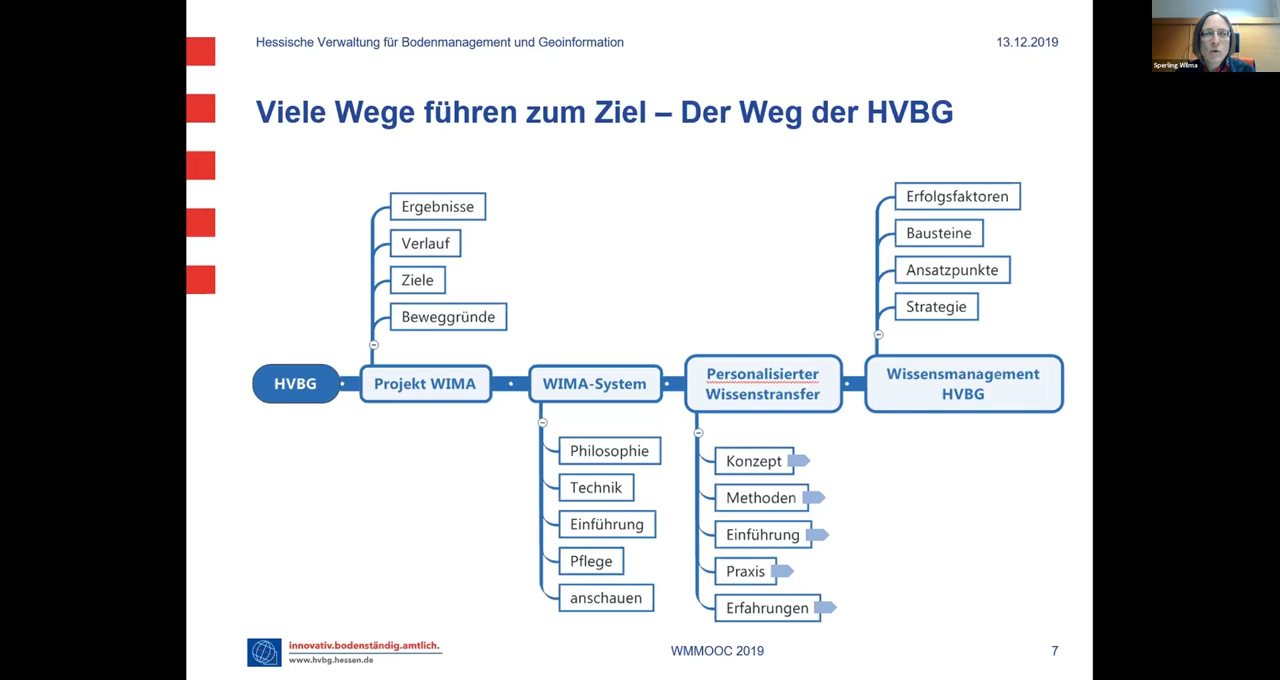 Hessische Verwaltung für Bodenmanagement und Geoinformation
13.12.2019
Sperling Wilma
Viele Wege führen zum Ziel – Der Weg der HVBG
Ergebnisse
Verlauf
Ziele
Beweggründe
Erfolgsfaktoren
Bausteine
Ansatzpunkte
Strategie
HVBG
Projekt WIMA
WIMA-System
Personalisierter
Wissenstransfer
Wissensmanagement
HVBG
Philosophie
Technik
Einführung
Pflege
anschauen
Konzept
Methoden
Einführung
Praxis
Erfahrungen
innovativ.bodenständig.amtlich.
www.hvbg.hessen.de
WMMOOC 2019
7